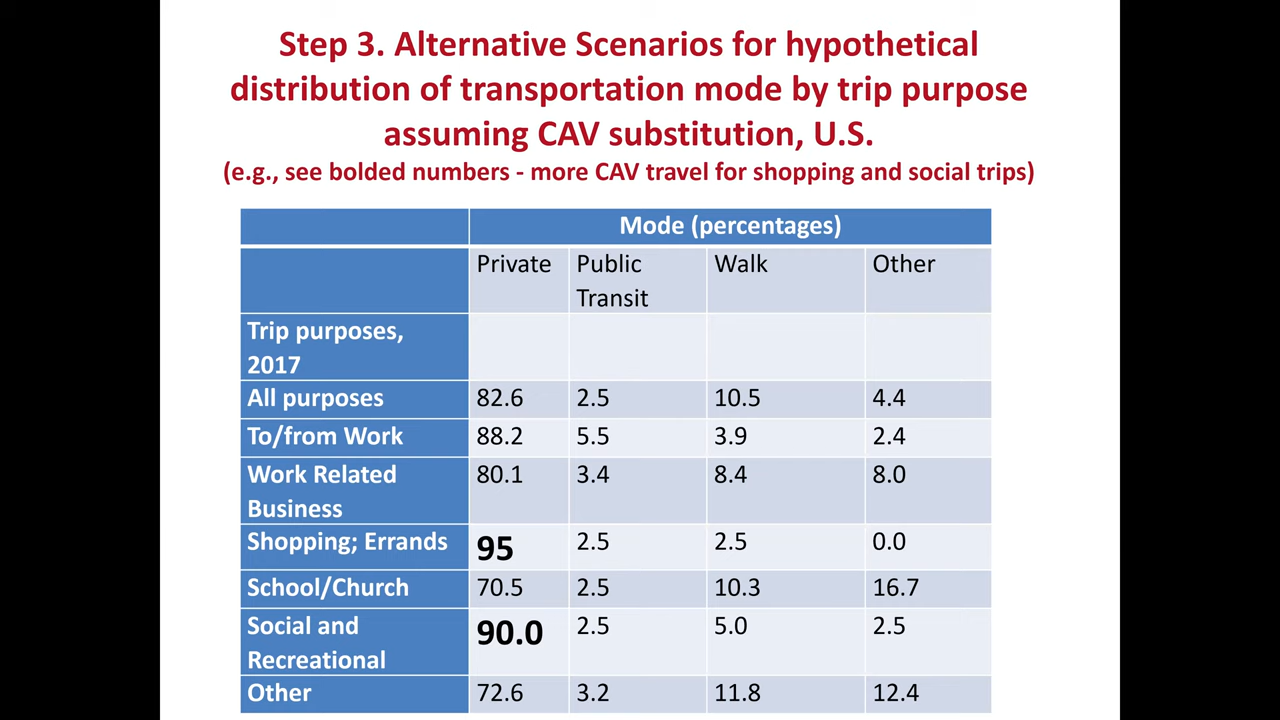 Step 3. Alternative Scenarios for hypothetical
distribution of transportation mode by trip purpose
assuming CAV substitution, U.S.
(e.g., see bolded numbers - more CAV travel for shopping and social trips)
Mode (percentages)
Private Public Transit Walk Other
Trip purposes, 2017
All purposes 82.6 2.5 10.5 4.4
To/from Work 88.2 5.5 3.9 2.4
Work Related Business 80.1 3.4 8.4 8.0
Shopping; Errands 95 2.5 2.5 0.0
School/Church 70.5 2.5 10.3 16.7
Social and Recreational 90.0 2.5 5.0 2.5
Other 72.6 3.2 11.8 12.4